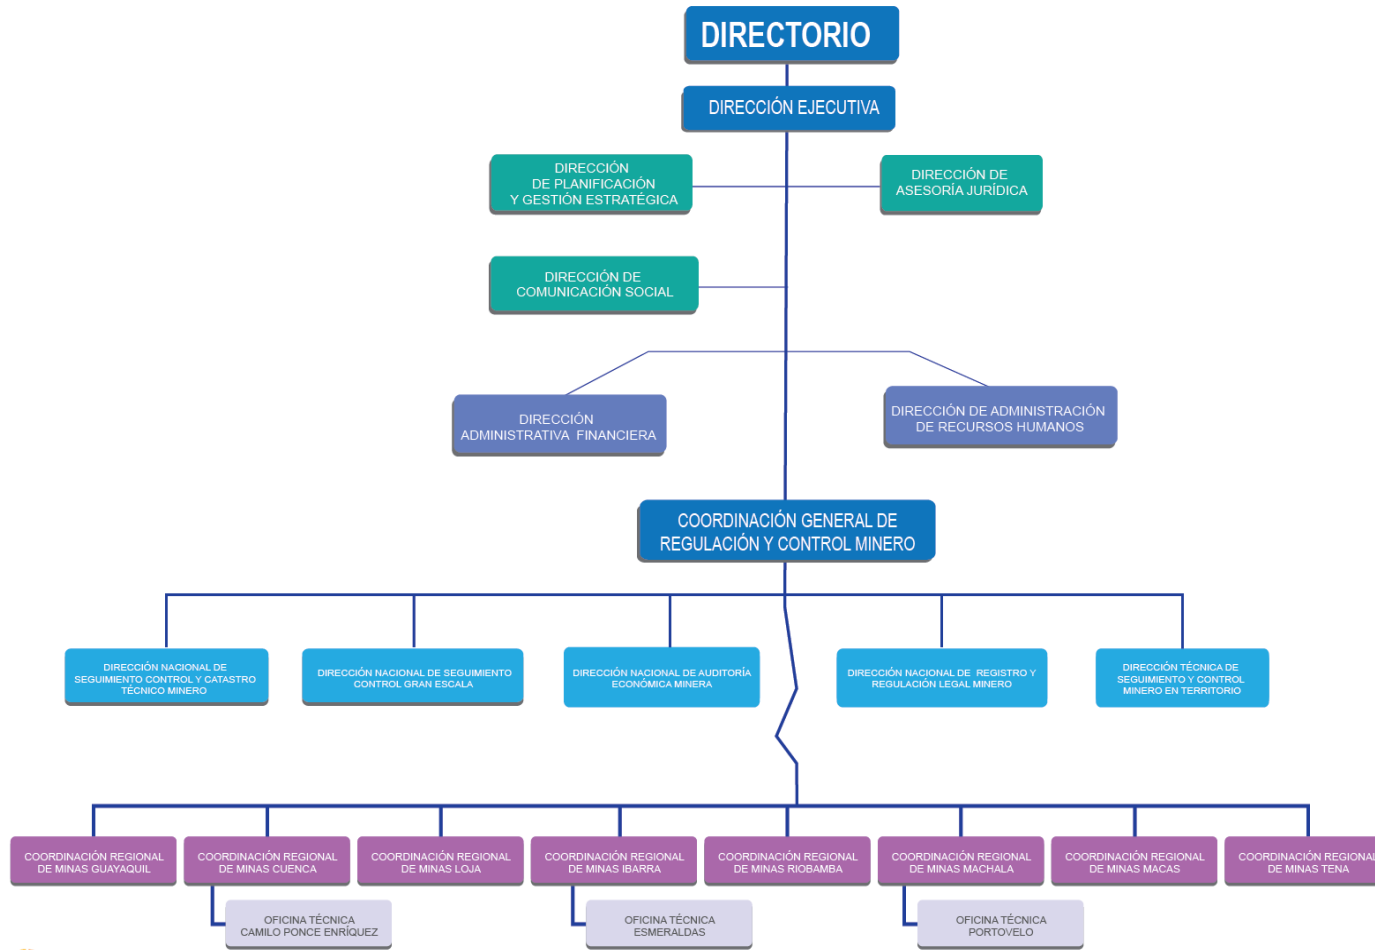 DIRECTORIO
DIRECCIÓN EJECUTIVA
DIRECCIÓN
DE PLANIFICACIÓN
Y GESTIÓN ESTRATÉGICA
DIRECCIÓN DE
ASESORÍA JURÍDICA
DIRECCIÓN DE
COMUNICACIÓN SOCIAL
DIRECCIÓN
ADMINISTRATIVA FINANCIERA
DIRECCIÓN DE ADMINISTRACIÓN
DE RECURSOS HUMANOS
COORDINACIÓN GENERAL DE
REGULACIÓN Y CONTROL MINERO
DIRECCIÓN NACIONAL DE
SEGUIMIENTO CONTROL Y CATASTRO
TÉCNICO MINERO
DIRECCIÓN NACIONAL DE SEGUIMIENTO
CONTROL GRAN ESCALA
DIRECCIÓN NACIONAL DE AUDITORÍA
ECONÓMICA MINERA
DIRECCIÓN NACIONAL DE REGISTRO Y
REGULACIÓN LEGAL MINERO
DIRECCIÓN TÉCNICA DE
SEGUIMIENTO Y CONTROL
MINERO EN TERRITORIO
COORDINACIÓN REGIONAL
DE MINAS GUAYAQUIL
COORDINACIÓN REGIONAL
DE MINAS CUENCA
COORDINACIÓN REGIONAL
DE MINAS LOJA
COORDINACIÓN REGIONAL
DE MINAS IBARRA
COORDINACIÓN REGIONAL
DE MINAS RIOBAMBA
COORDINACIÓN REGIONAL
DE MINAS MACHALA
COORDINACIÓN REGIONAL
DE MINAS MACAS
COORDINACIÓN REGIONAL
DE MINAS TENA
OFICINA TÉCNICA
CAMILO PONCE ENRÍQUEZ
OFICINA TÉCNICA
ESMERALDAS
OFICINA TÉCNICA
PORTOVELO